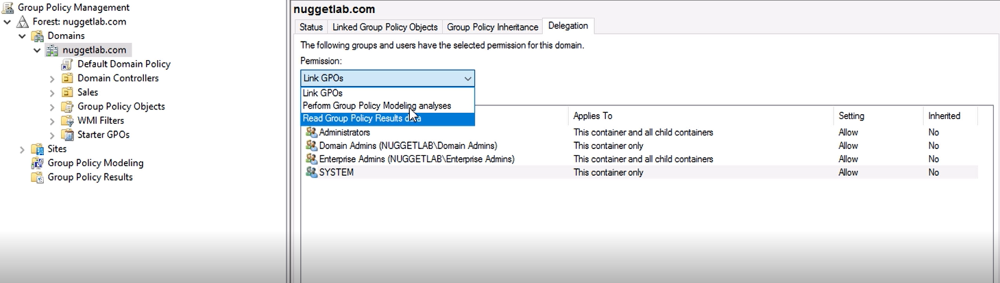 Group Policy Management
Forest: nuggetlab.com
Domains
nuggetlab.com
Default Domain Policy
Domain Controllers
Sales
Group Policy Objects
WMI Filters
Starter GPOs
Sites
Group Policy Modeling
Group Policy Results
nuggetlab.com
Status Linked Group Policy Objects Group Policy Inheritance Delegation
The following groups and users have the selected permission for this domain.
Permission:
Link GPOs
Link GPOs
Perform Group Policy Modeling analyses
Read Group Policy Results data
Applies To Setting Inherited
Administrators This container and all child containers Allow No
Domain Admins (NUGGETLAB\Domain Admins) This container only Allow No
Enterprise Admins (NUGGETLAB\Enterprise Admins) This container and all child containers Allow No
SYSTEM This container only Allow No